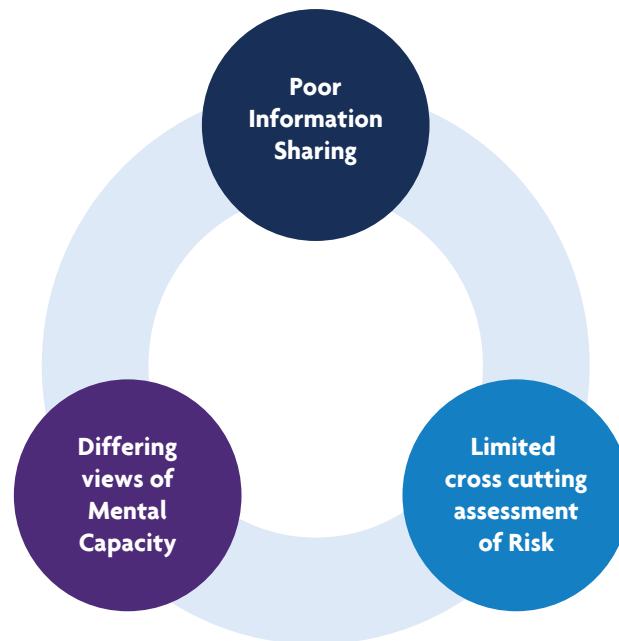 Poor
Information
Sharing
Differing
views of
Mental
Capacity
Limited
cross cutting
assessment
of Risk